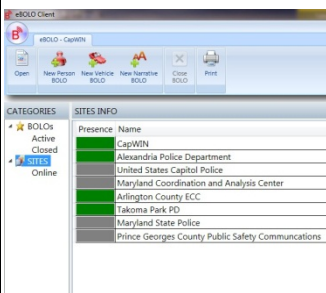 eBOLO Client
B
eBOLO - CapWIN
Open
New Person BOLO
New Vehicle BOLO
New Narrative BOLO
Close BOLO
Print
CATEGORIES
BOLOs
Active
Closed
SITES
Online
SITES INFO
Presence Name
CapWIN
Alexandria Police Department
United States Capitol Police
Maryland Coordination and Analysis Center
Arlington County ECC
Takoma Park PD
Maryland State Police
Prince Georges County Public Safety Communcations